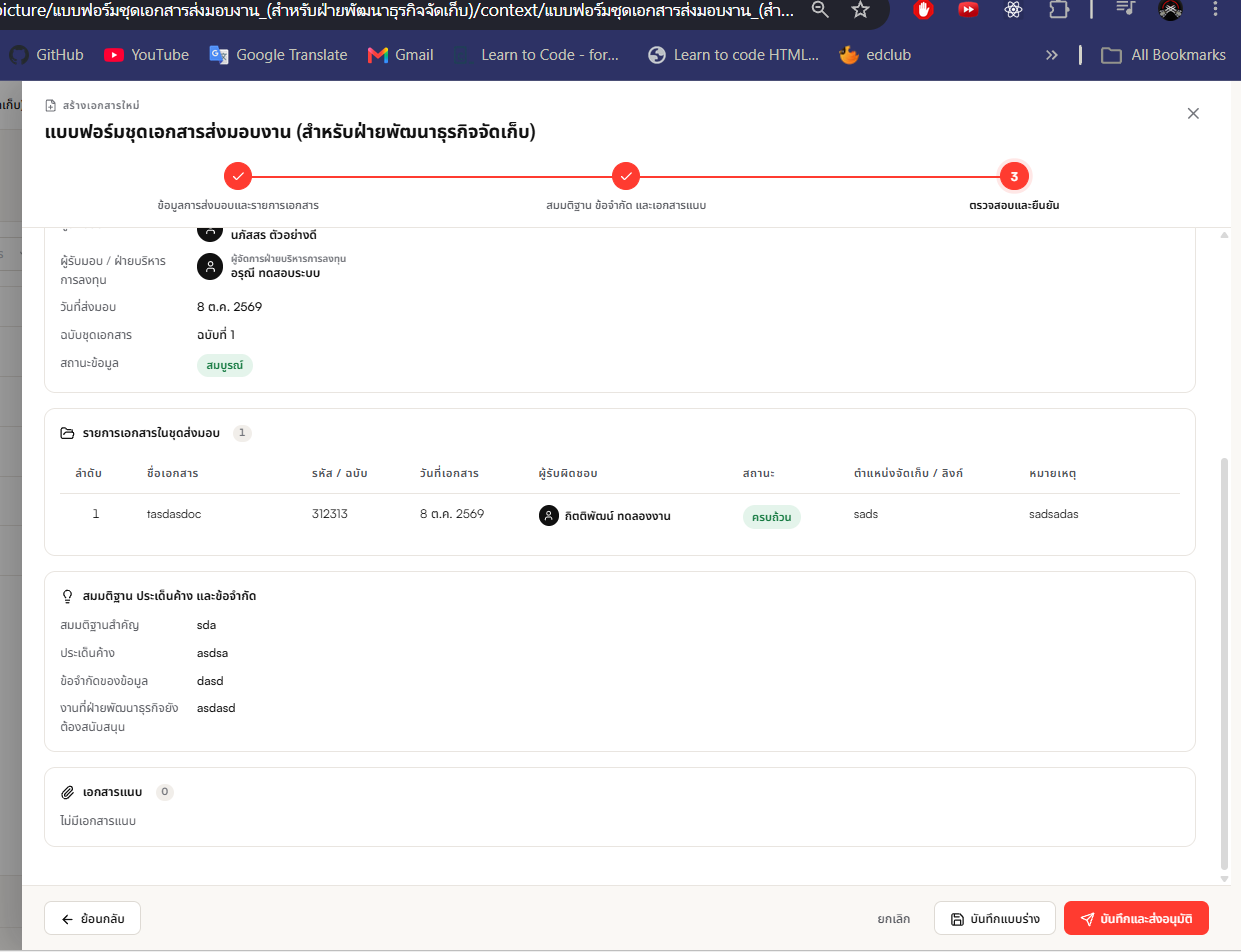 picture/แบบฟอร์มชุดเอกสารส่งมอบงาน_(สำหรับฝ่ายพัฒนาธุรกิจจัดเก็บ)/context/แบบฟอร์มชุดเอกสารส่งมอบงาน_(สำ...
GitHub YouTube Google Translate Gmail Learn to Code - for... Learn to code HTML... edclub » All Bookmarks
สร้างเอกสารใหม่
แบบฟอร์มชุดเอกสารส่งมอบงาน (สำหรับฝ่ายพัฒนาธุรกิจจัดเก็บ)
3
ข้อมูลการส่งมอบและรายการเอกสาร สมมติฐาน ข้อจำกัด และเอกสารแนบ ตรวจสอบและยืนยัน
นภัสสร ตัวอย่างดี
ผู้รับมอบ / ฝ่ายบริหารการลงทุน
ผู้จัดการฝ่ายบริหารการลงทุน
อรุณี ทดสอบระบบ
วันที่ส่งมอบ 8 ต.ค. 2569
ฉบับชุดเอกสาร ฉบับที่ 1
สถานะข้อมูล สมบูรณ์
รายการเอกสารในชุดส่งมอบ 1
ลำดับ ชื่อเอกสาร รหัส / ฉบับ วันที่เอกสาร ผู้รับผิดชอบ สถานะ ตำแหน่งจัดเก็บ / ลิงก์ หมายเหตุ
1 tasdasdoc 312313 8 ต.ค. 2569 กิตติพัฒน์ ทดลองงาน ครบถ้วน sads sadsadas
สมมติฐาน ประเด็นค้าง และข้อจำกัด
สมมติฐานสำคัญ sda
ประเด็นค้าง asdsa
ข้อจำกัดของข้อมูล dasd
งานที่ฝ่ายพัฒนาธุรกิจยัง asdasd
ต้องสนับสนุน
เอกสารแนบ 0
ไม่มีเอกสารแนบ
ย้อนกลับ ยกเลิก บันทึกแบบร่าง บันทึกและส่งอนุมัติ